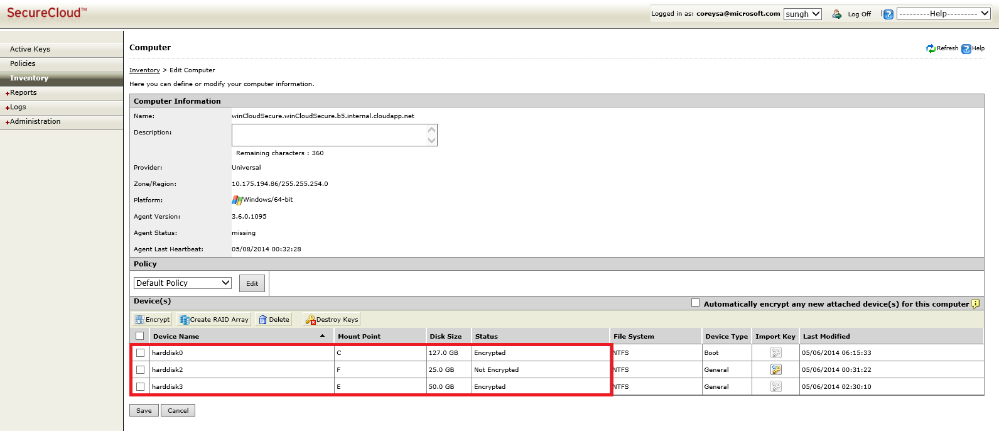 SecureCloud™
Logged in as: coreysa@microsoft.com sungh Log Off ---------Help---------
Active Keys
Policies
Inventory
Reports
Logs
Administration
Computer
Refresh Help
Inventory > Edit Computer
Here you can define or modify your computer information.
Computer Information
Name: winCloudSecure.winCloudSecure.b5.internal.cloudapp.net
Description:
Remaining characters : 360
Provider: Universal
Zone/Region: 10.175.194.86/255.255.254.0
Platform: Windows/64-bit
Agent Version: 3.6.0.1095
Agent Status: missing
Agent Last Heartbeat: 05/08/2014 00:32:28
Policy
Default Policy Edit
Device(s) Automatically encrypt any new attached device(s) for this computer
Encrypt Create RAID Array Delete Destroy Keys
Device Name Mount Point Disk Size Status File System Device Type Import Key Last Modified
harddisk0 C 127.0 GB Encrypted NTFS Boot 05/06/2014 06:15:33
harddisk2 F 25.0 GB Not Encrypted NTFS General 05/06/2014 00:31:22
harddisk3 E 50.0 GB Encrypted NTFS General 05/06/2014 02:30:10
Save Cancel